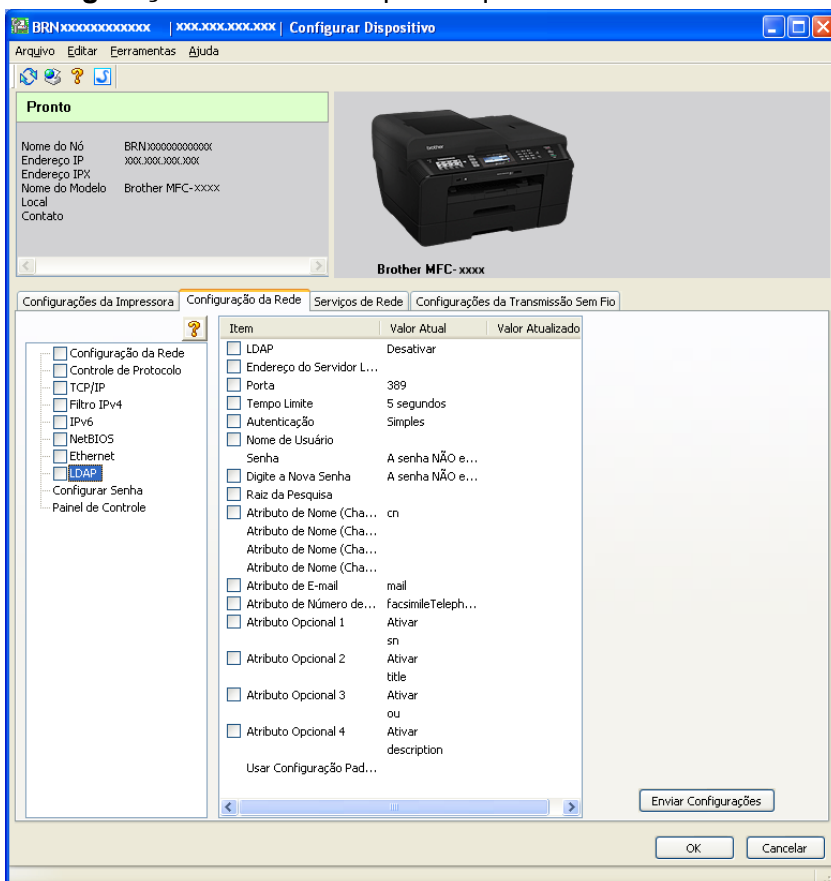 BRNxxxxxxxxxxxx | xxx.xxx.xxx.xxx | Configurar Dispositivo
Arquivo Editar Ferramentas Ajuda
Pronto
Nome do Nó BRNxxxxxxxxxxxx
Endereço IP xxx.xxx.xxx.xxx
Endereço IPX
Nome do Modelo Brother MFC-xxxx
Local
Contato
brother
Brother MFC- xxxx
Configurações da Impressora Configuração da Rede Serviços de Rede Configurações da Transmissão Sem Fio
Configuração da Rede
Controle de Protocolo
TCP/IP
Filtro IPv4
IPv6
NetBIOS
Ethernet
LDAP
Configurar Senha
Painel de Controle
Item Valor Atual Valor Atualizado
LDAP Desativar
Endereço do Servidor L...
Porta 389
Tempo Limite 5 segundos
Autenticação Simples
Nome de Usuário
Senha A senha NÃO e...
Digite a Nova Senha A senha NÃO e...
Raiz da Pesquisa
Atributo de Nome (Cha... cn
Atributo de Nome (Cha...
Atributo de Nome (Cha...
Atributo de Nome (Cha...
Atributo de E-mail mail
Atributo de Número de... facsimileTeleph...
Atributo Opcional 1 Ativar
sn
Atributo Opcional 2 Ativar
title
Atributo Opcional 3 Ativar
ou
Atributo Opcional 4 Ativar
description
Usar Configuração Pad...
Enviar Configurações
OK Cancelar